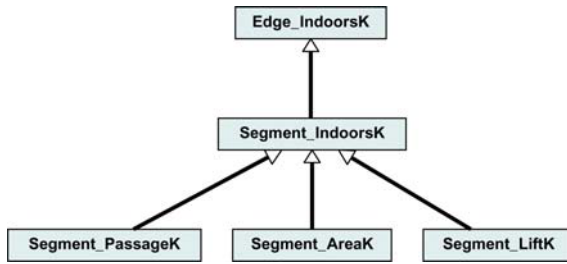 Edge_IndoorsK
Segment_IndoorsK
Segment_PassageK
Segment_AreaK
Segment_LiftK